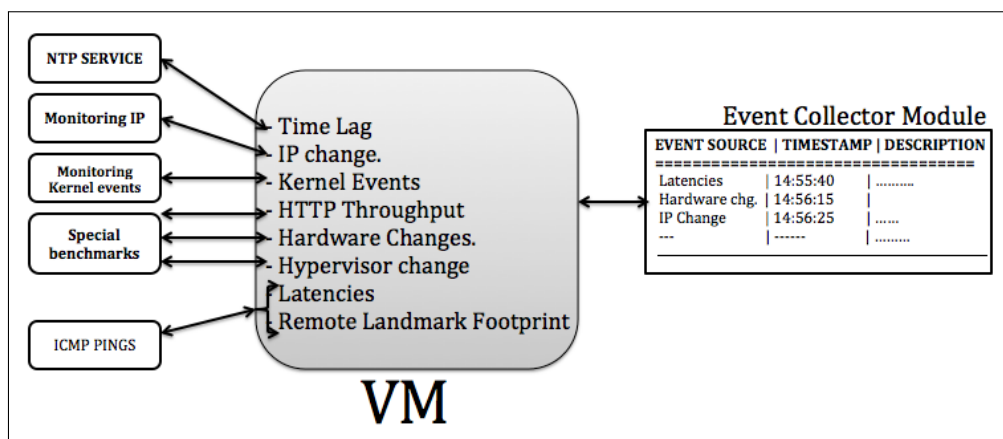 NTP SERVICE
Monitoring IP
Monitoring
Kernel events
Special
benchmarks
ICMP PINGS
- Time Lag
- IP change.
- Kernel Events
- HTTP Throughput
- Hardware Changes.
- Hypervisor change
- Latencies
- Remote Landmark Footprint
VM
Event Collector Module
EVENT SOURCE | TIMESTAMP | DESCRIPTION
====================================
Latencies | 14:55:40 | ..........
Hardware chg. | 14:56:15 |
IP Change | 14:56:25 | ......
--- | ------ | .........